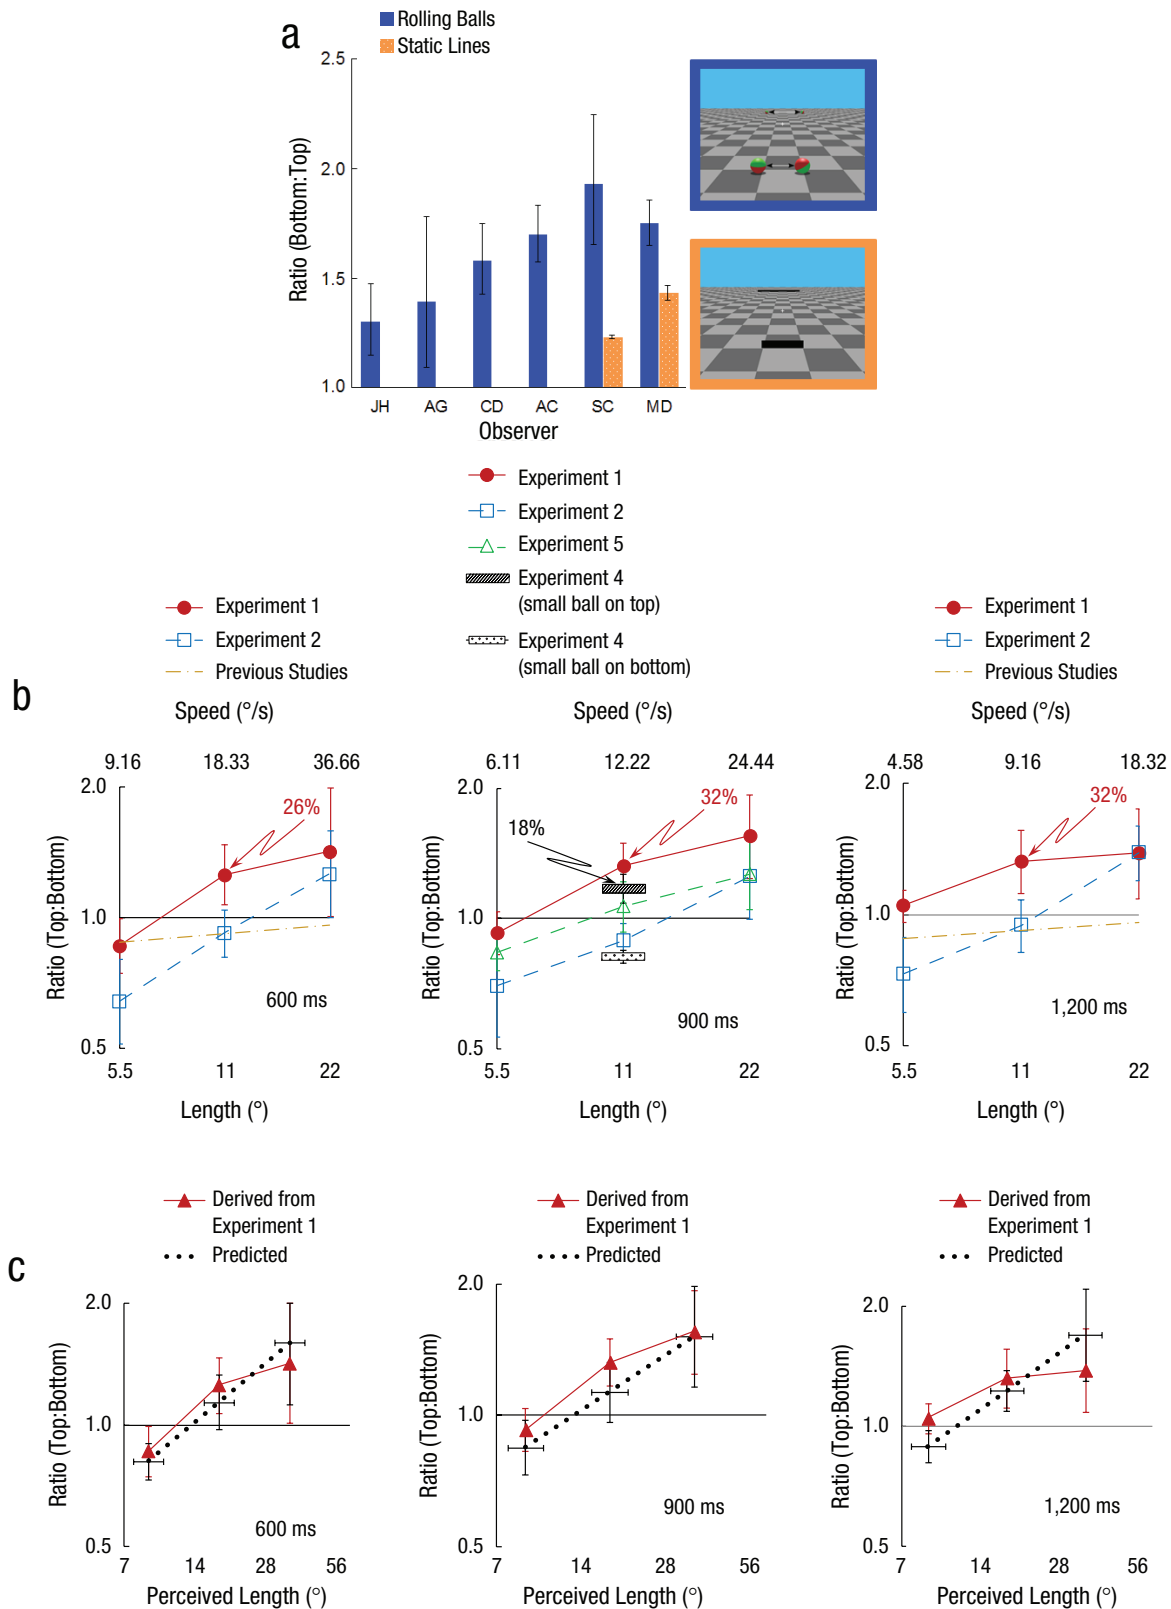 a
Rolling Balls
Static Lines
2.5
2.0
1.5
1.0
Ratio (Bottom:Top)
JH AG CD AC SC MD
Observer
Experiment 1
Experiment 2
Experiment 5
Experiment 4
(small ball on top)
Experiment 4
(small ball on bottom)
Experiment 1
Experiment 2
Previous Studies
Experiment 1
Experiment 2
Previous Studies
b
Speed (°/s)
9.16 18.33 36.66
2.0
1.0
0.5
Ratio (Top:Bottom)
26%
600 ms
5.5 11 22
Length (°)
Speed (°/s)
6.11 12.22 24.44
2.0
1.0
0.5
Ratio (Top:Bottom)
18%
32%
900 ms
5.5 11 22
Length (°)
Speed (°/s)
4.58 9.16 18.32
2.0
1.0
0.5
Ratio (Top:Bottom)
32%
1,200 ms
5.5 11 22
Length (°)
c
Derived from
Experiment 1
Predicted
2.0
1.0
0.5
Ratio (Top:Bottom)
600 ms
7 14 28 56
Perceived Length (°)
Derived from
Experiment 1
Predicted
2.0
1.0
0.5
Ratio (Top:Bottom)
900 ms
7 14 28 56
Perceived Length (°)
Derived from
Experiment 1
Predicted
2.0
1.0
0.5
Ratio (Top:Bottom)
1,200 ms
7 14 28 56
Perceived Length (°)